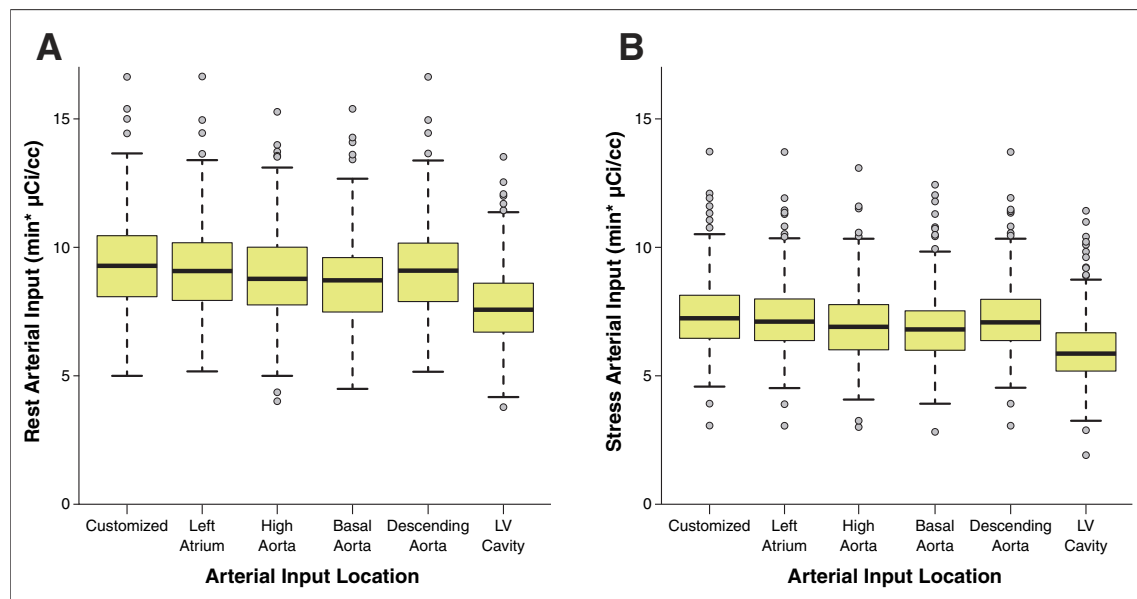 A
Rest Arterial Input (min* µCi/cc)
15
10
5
0
Customized
Left
Atrium
High
Aorta
Basal
Aorta
Descending
Aorta
LV
Cavity
Arterial Input Location
B
Stress Arterial Input (min* µCi/cc)
15
10
5
0
Customized
Left
Atrium
High
Aorta
Basal
Aorta
Descending
Aorta
LV
Cavity
Arterial Input Location